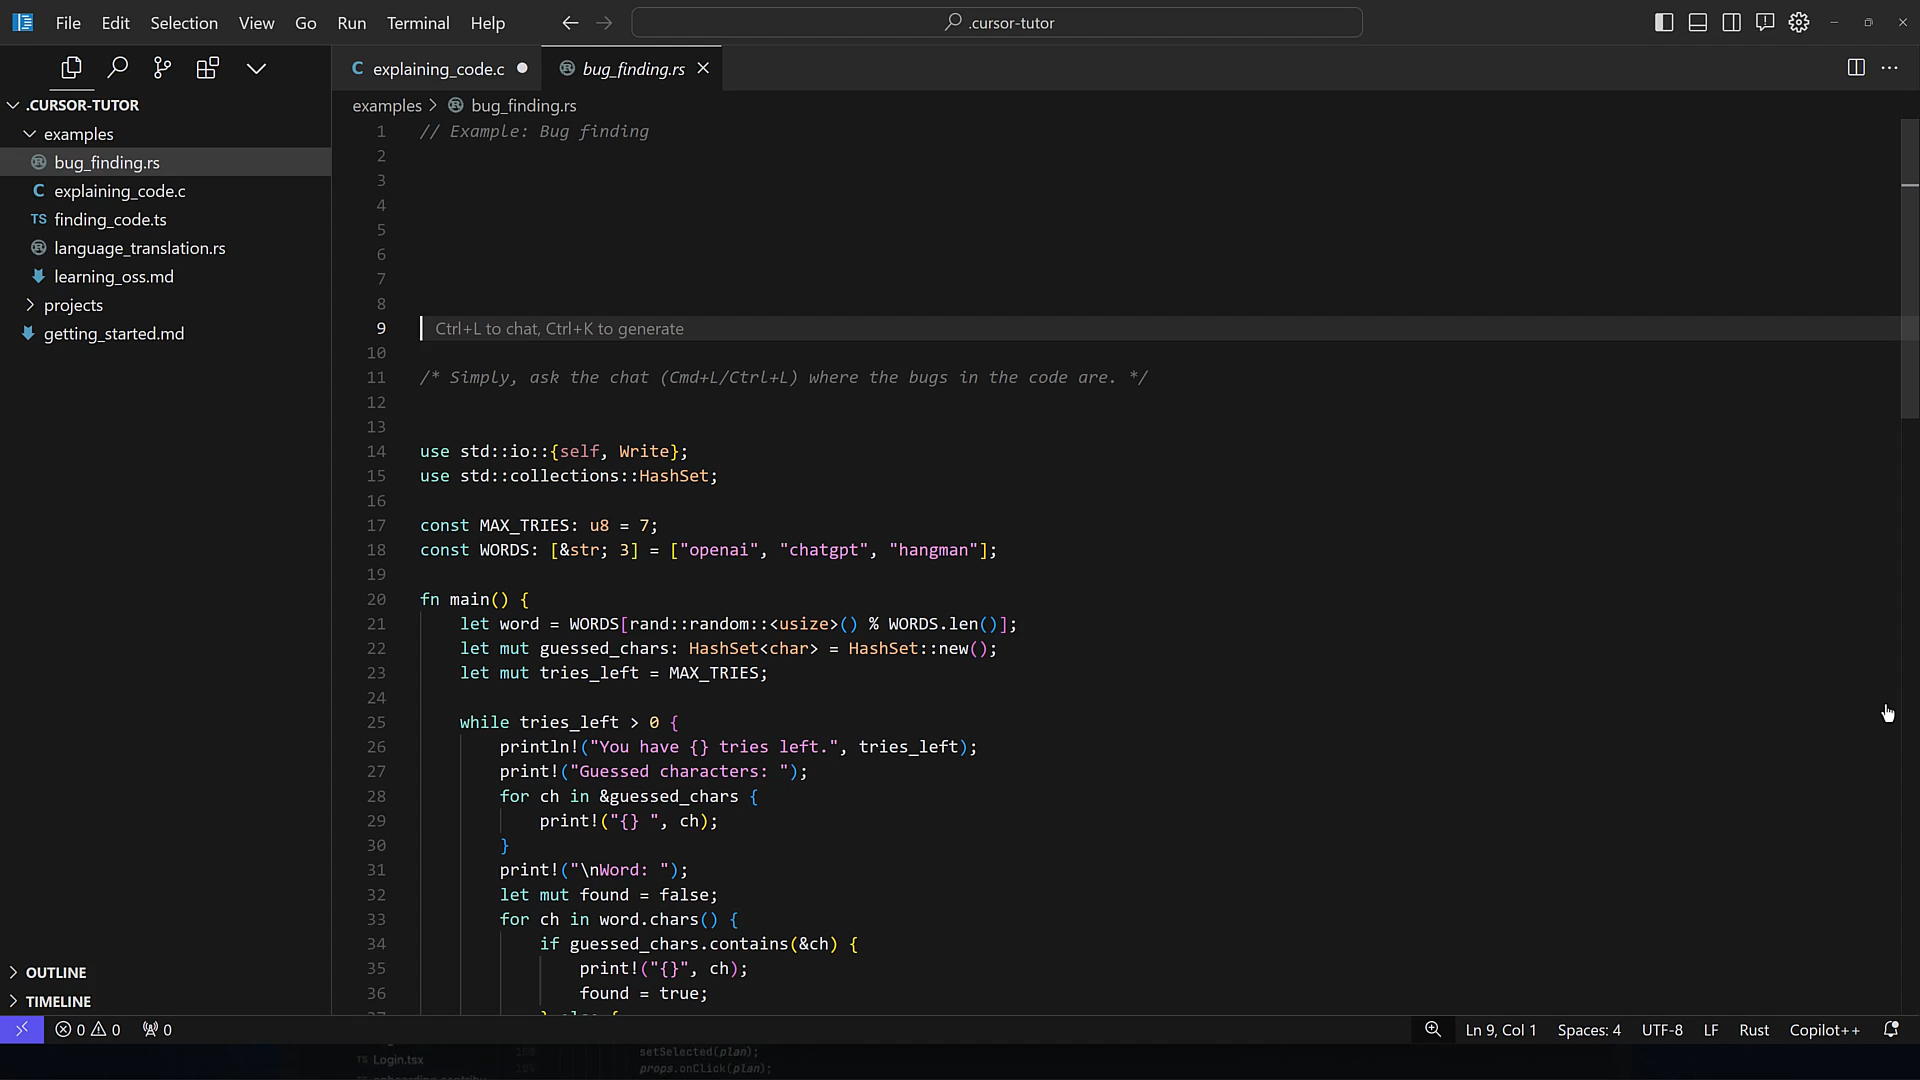 File Edit Selection View Go Run Terminal Help
.cursor-tutor
.CURSOR-TUTOR
examples
bug_finding.rs
C explaining_code.c
TS finding_code.ts
language_translation.rs
learning_oss.md
projects
getting_started.md
OUTLINE
TIMELINE
C explaining_code.c
bug_finding.rs
examples > bug_finding.rs
1 // Example: Bug finding
2
3
4
5
6
7
8
9 Ctrl+L to chat, Ctrl+K to generate
10
11 /* Simply, ask the chat (Cmd+L/Ctrl+L) where the bugs in the code are. */
12
13
14 use std::io::{self, Write};
15 use std::collections::HashSet;
16
17 const MAX_TRIES: u8 = 7;
18 const WORDS: [&str; 3] = ["openai", "chatgpt", "hangman"];
19
20 fn main() {
21 let word = WORDS[rand::random::<usize>() % WORDS.len()];
22 let mut guessed_chars: HashSet<char> = HashSet::new();
23 let mut tries_left = MAX_TRIES;
24
25 while tries_left > 0 {
26 println!("You have {} tries left.", tries_left);
27 print!("Guessed characters: ");
28 for ch in &guessed_chars {
29 print!("{} ", ch);
30 }
31 print!("\nWord: ");
32 let mut found = false;
33 for ch in word.chars() {
34 if guessed_chars.contains(&ch) {
35 print!("{}", ch);
36 found = true;
37 } else {
0 0 0 Ln 9, Col 1 Spaces: 4 UTF-8 LF Rust Copilot++
TS Login.tsx
setSelected(plan);
props.onClick(plan);